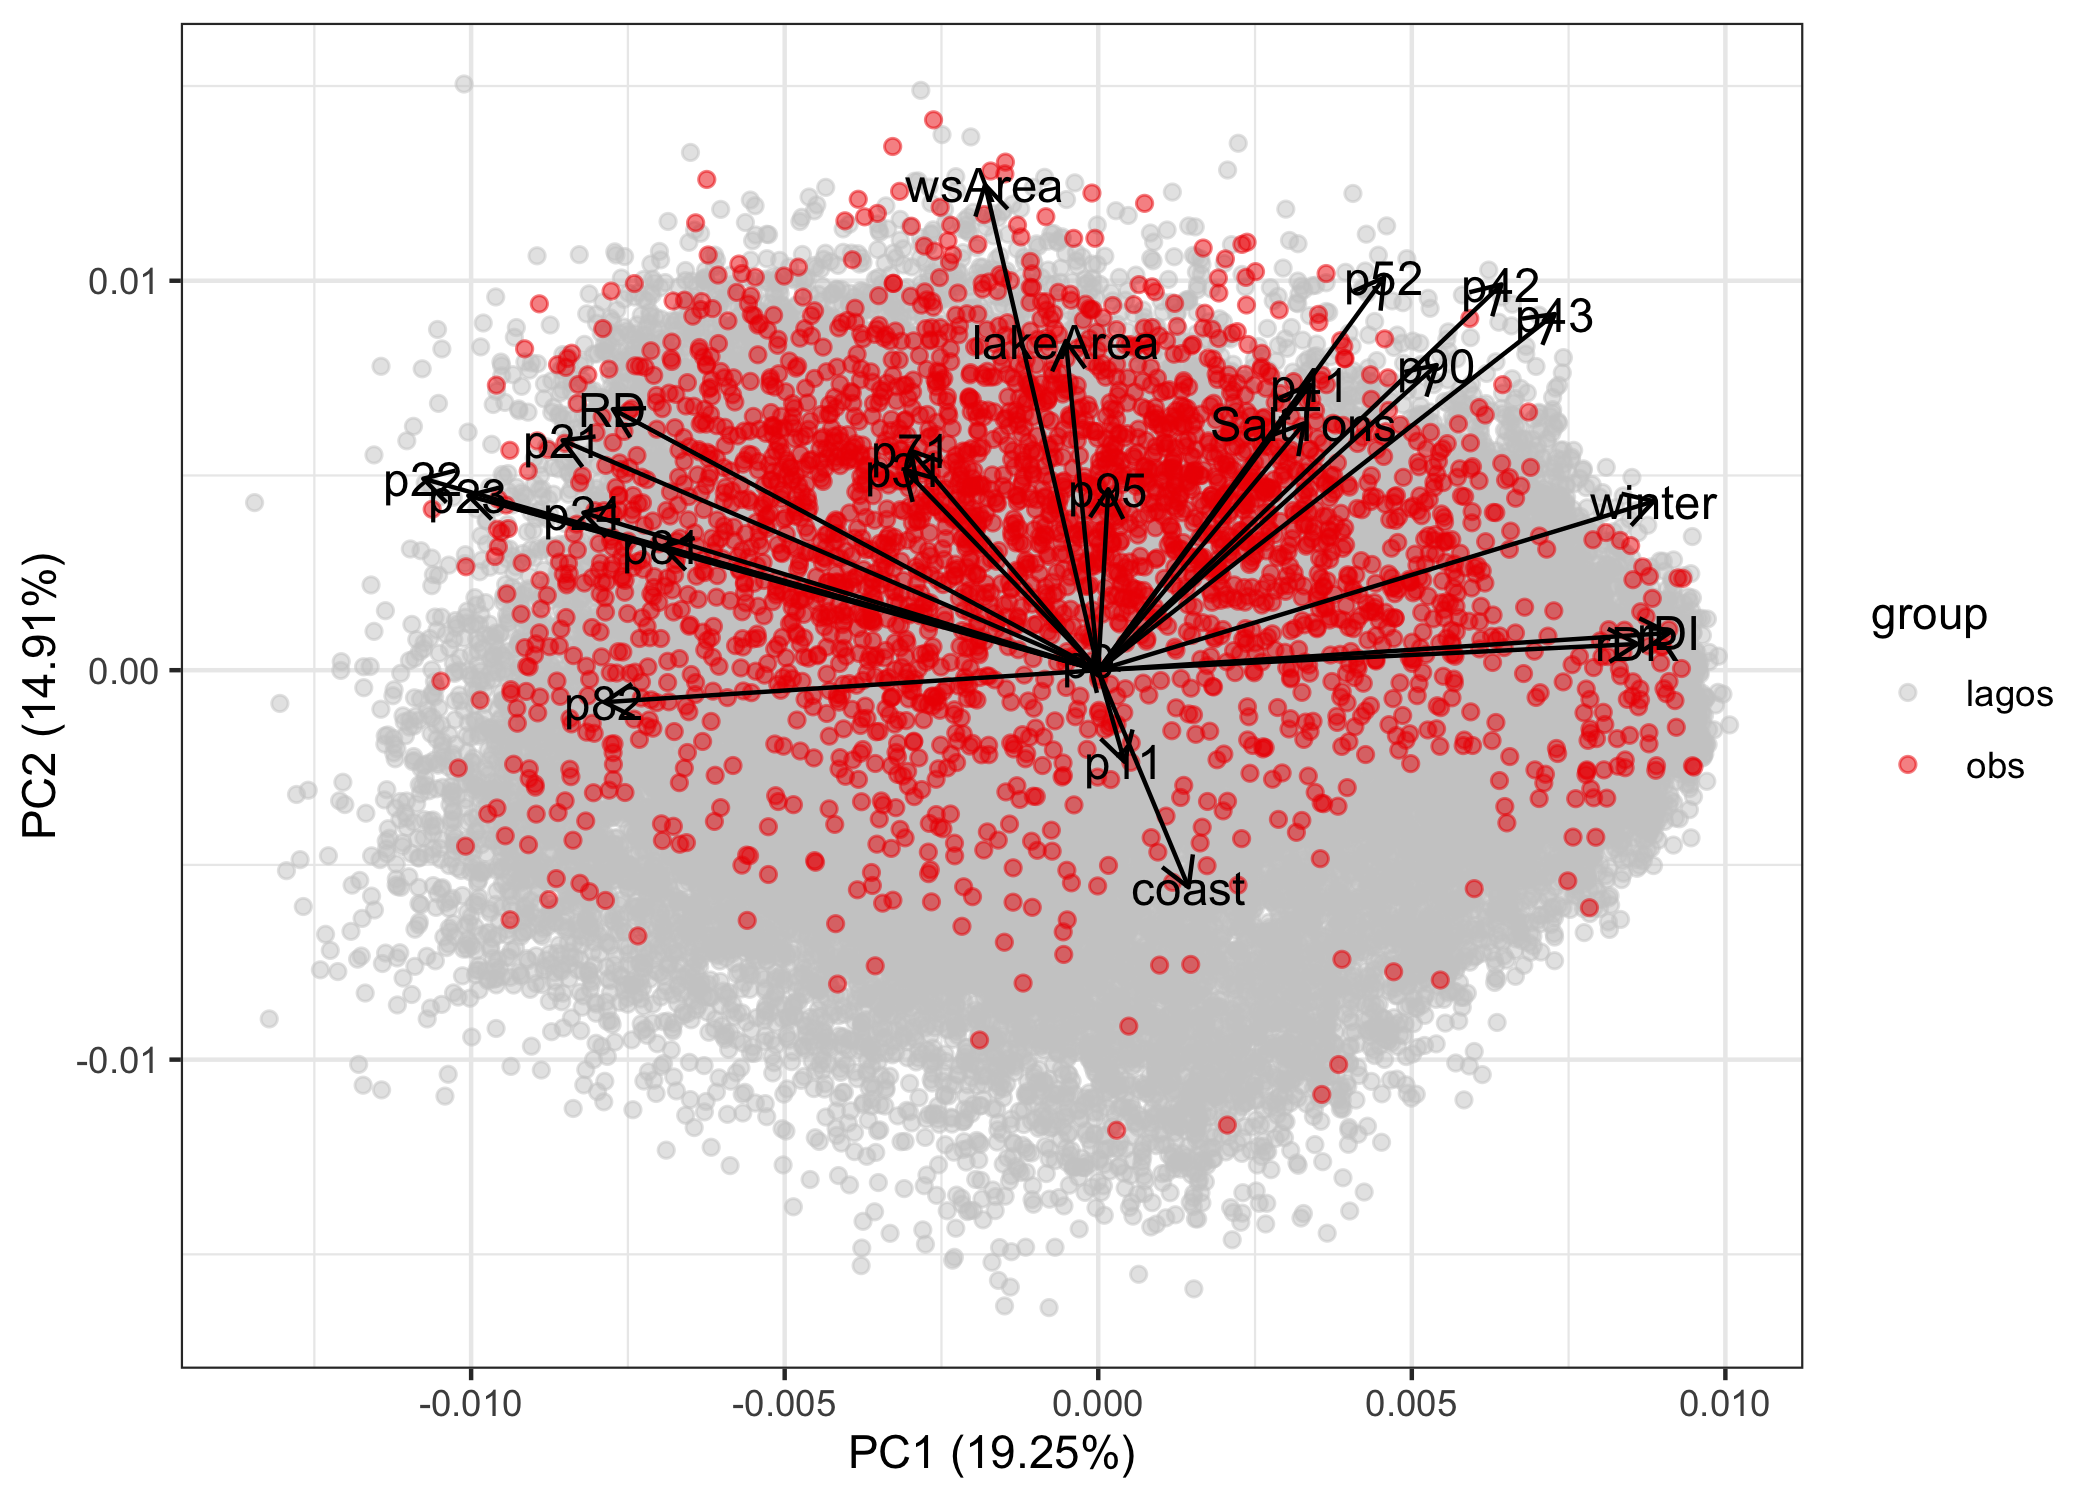 wsArea
p52
p42
p43
lakeArea
p90
p41
RD
SaltTons
p21
p71
p31
p22
p23
p95
winter
p24
p81
rDI
rDR
p82
p11
coast
0.01
0.00
-0.01
PC2 (14.91%)
-0.010
-0.005
0.000
0.005
0.010
PC1 (19.25%)
group
lagos
obs